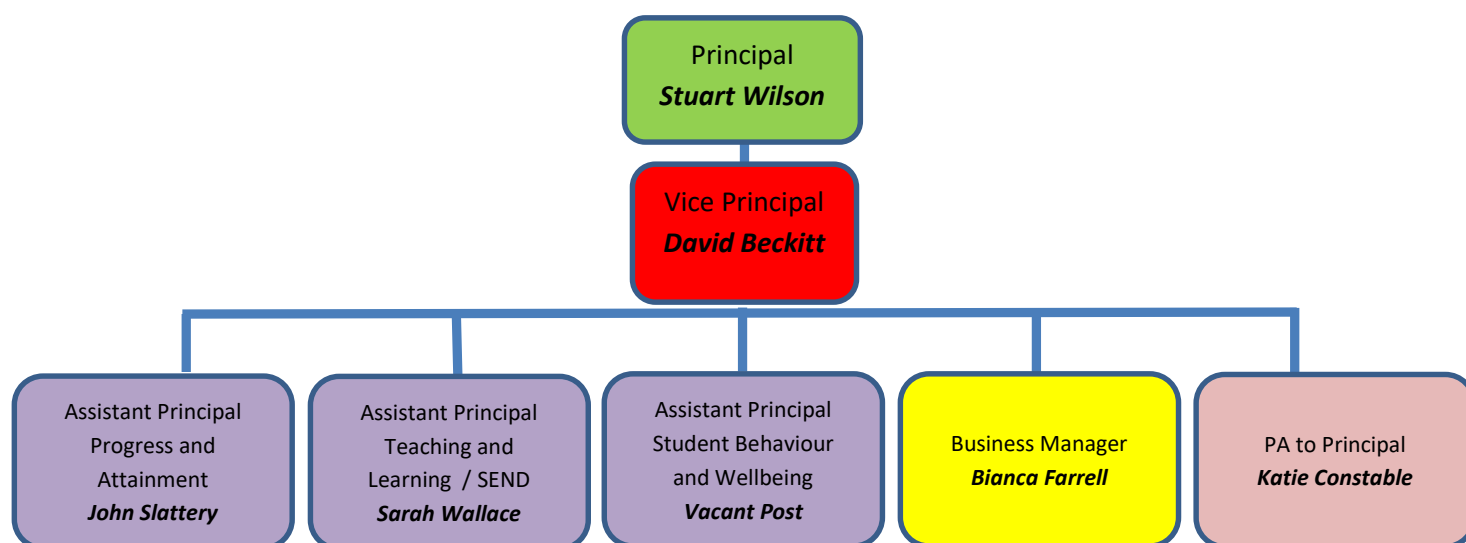 Principal
Stuart Wilson
Vice Principal
David Beckitt
Assistant Principal
Progress and
Attainment
John Slattery
Assistant Principal
Teaching and
Learning / SEND
Sarah Wallace
Assistant Principal
Student Behaviour
and Wellbeing
Vacant Post
Business Manager
Bianca Farrell
PA to Principal
Katie Constable